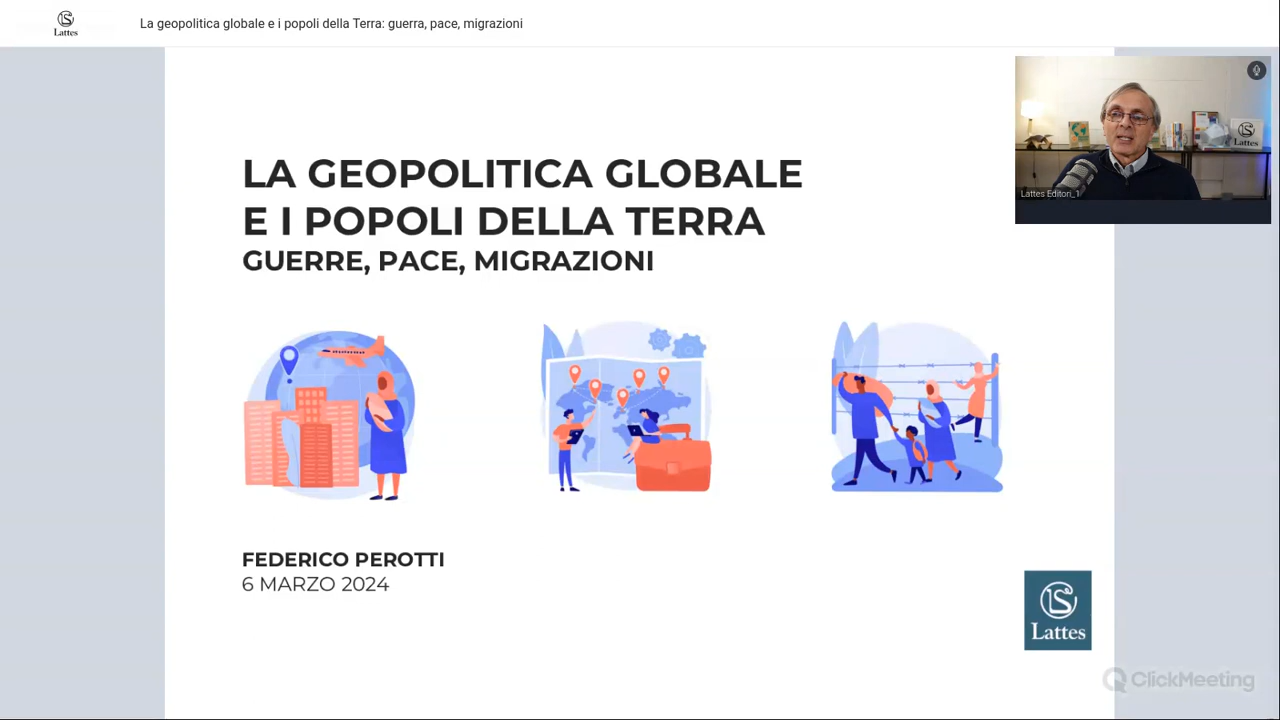 Lattes
La geopolitica globale e i popoli della Terra: guerra, pace, migrazioni
Lattes
Lattes Editori_1
LA GEOPOLITICA GLOBALE
E I POPOLI DELLA TERRA
GUERRE, PACE, MIGRAZIONI
FEDERICO PEROTTI
6 MARZO 2024
Lattes
ClickMeeting